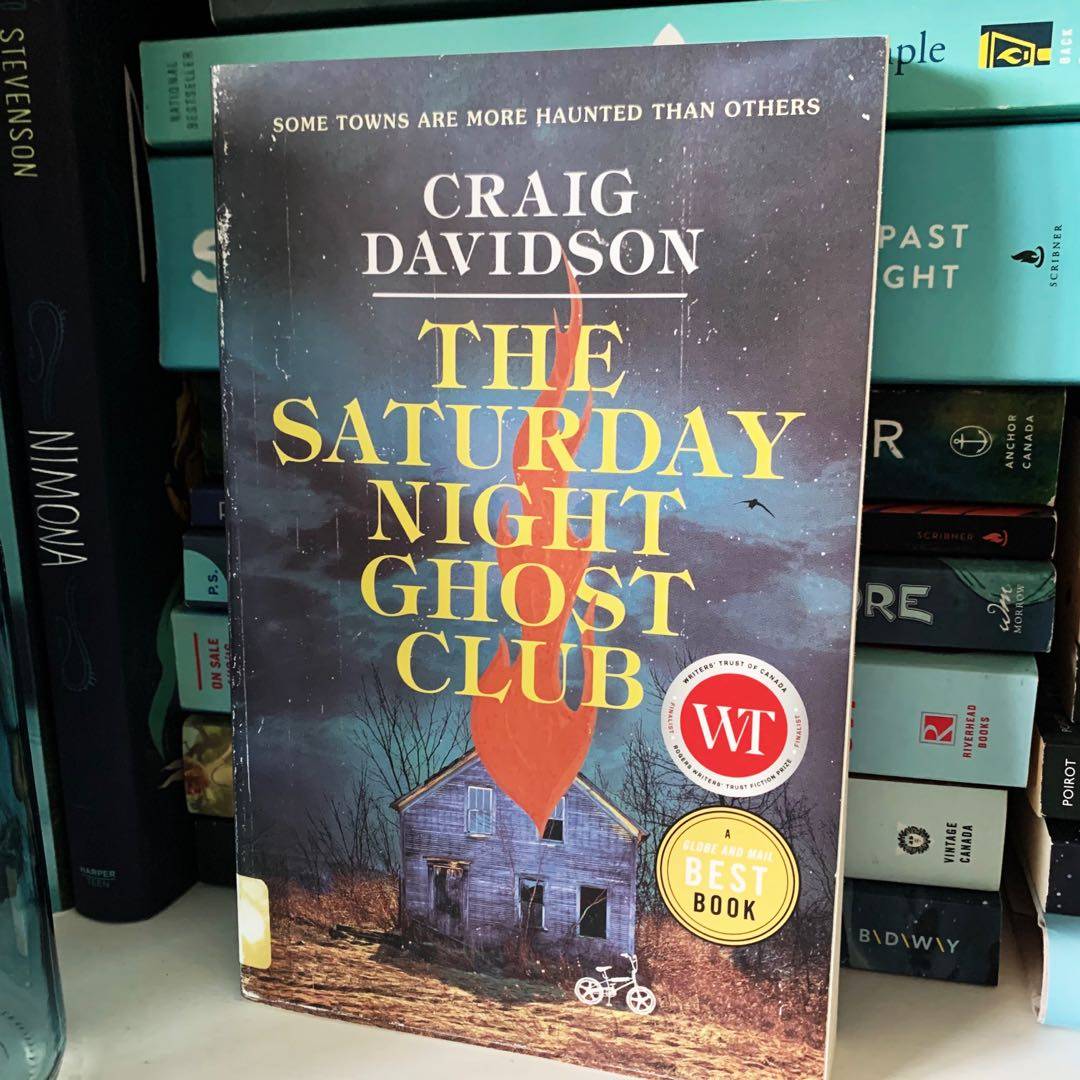 SOME TOWNS ARE MORE HAUNTED THAN OTHERS
CRAIG
DAVIDSON
THE
SATURDAY
NIGHT
GHOST
CLUB
WRITERS' TRUST OF CANADA
FINALIST
WT
FINALIST
ROGERS WRITERS' TRUST FICTION PRIZE
A
GLOBE AND MAIL
BEST
BOOK
STEVENSON
NIMONA
HARPER
TEEN
NATIONAL
BESTSELLER
S
ple
BACK
PAST
GHT
SCRIBNER
R
ANCHOR
CANADA
SCRIBNER
P.S.
RE
wm
MORROW
ON SALE
RIVERHEAD
BOOKS
VINTAGE
CANADA
B\D\W\Y
POIROT